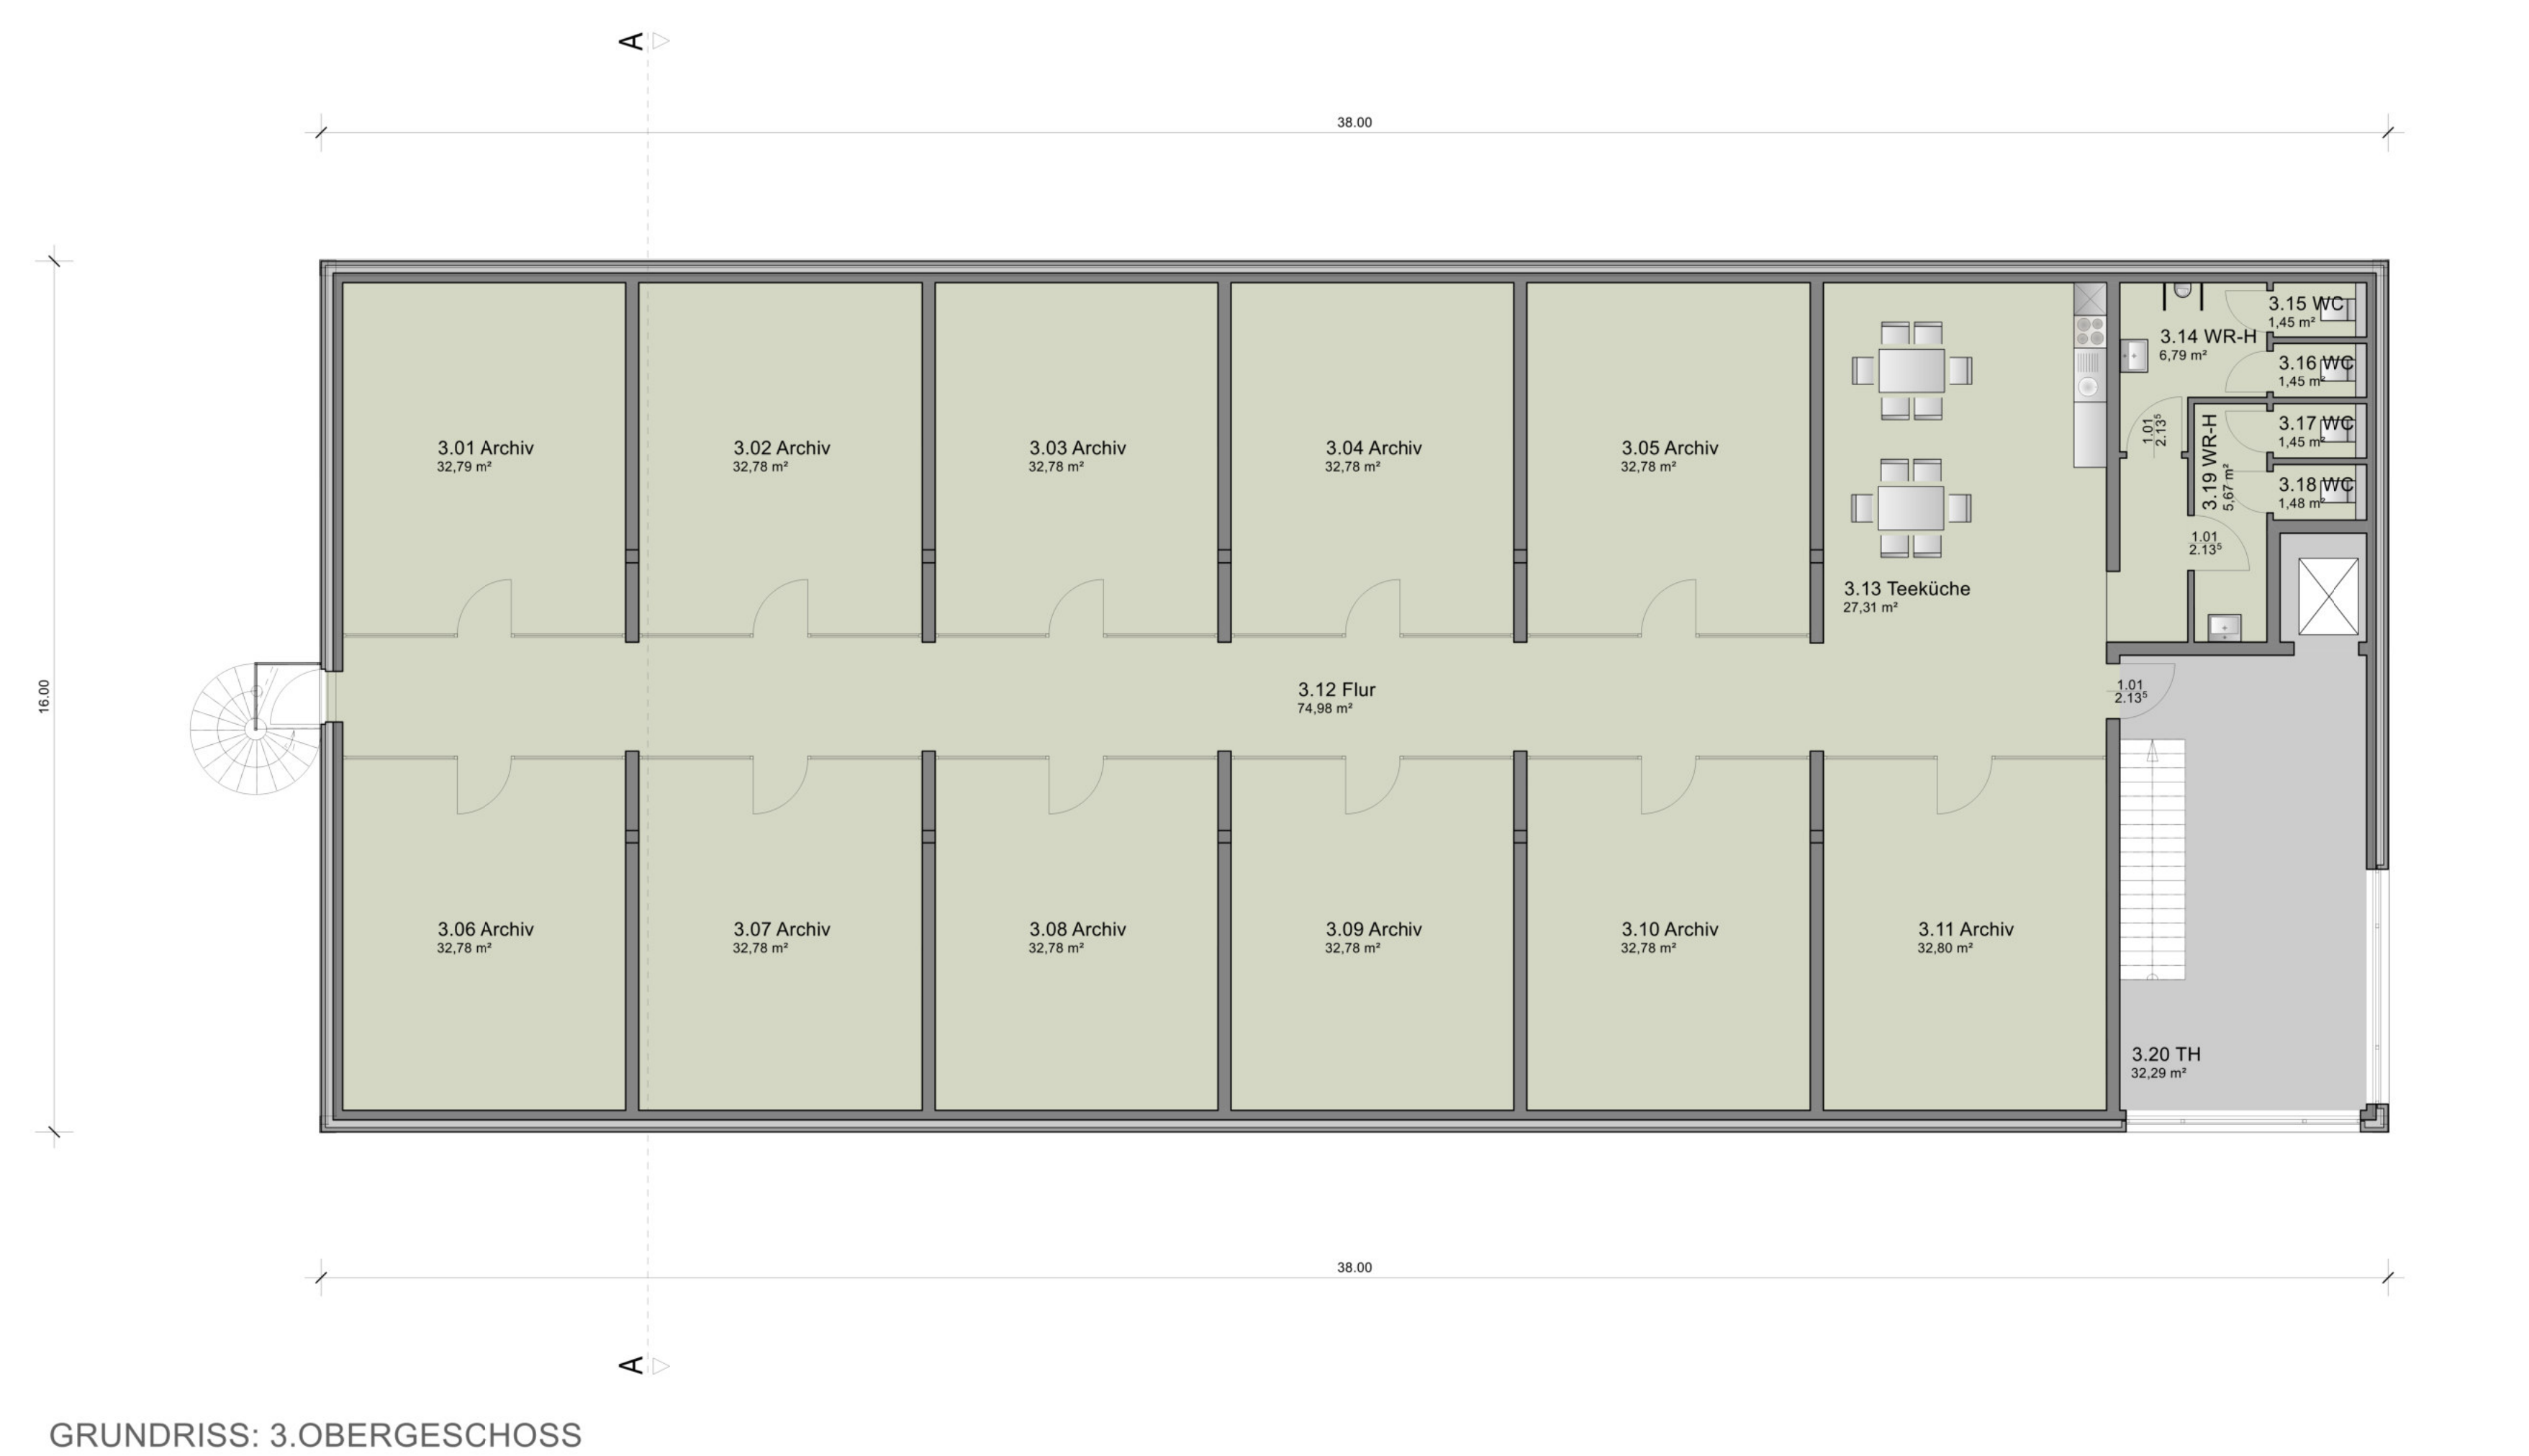 A
38.00
16.00
3.01 Archiv
32,79 m²
3.02 Archiv
32,78 m²
3.03 Archiv
32,78 m²
3.04 Archiv
32,78 m²
3.05 Archiv
32,78 m²
3.13 Teeküche
27,31 m²
3.14 WR-H
6,79 m²
3.15 WC
1,45 m²
3.16 WC
1,45 m²
3.17 WC
1,45 m²
3.18 WC
1,48 m²
3.19 WR-H
5,67 m²
1.01
2.13⁵
1.01
2.13⁵
3.12 Flur
74,98 m²
1.01
2.13⁵
3.06 Archiv
32,78 m²
3.07 Archiv
32,78 m²
3.08 Archiv
32,78 m²
3.09 Archiv
32,78 m²
3.10 Archiv
32,78 m²
3.11 Archiv
32,80 m²
3.20 TH
32,29 m²
38.00
A
GRUNDRISS: 3.OBERGESCHOSS